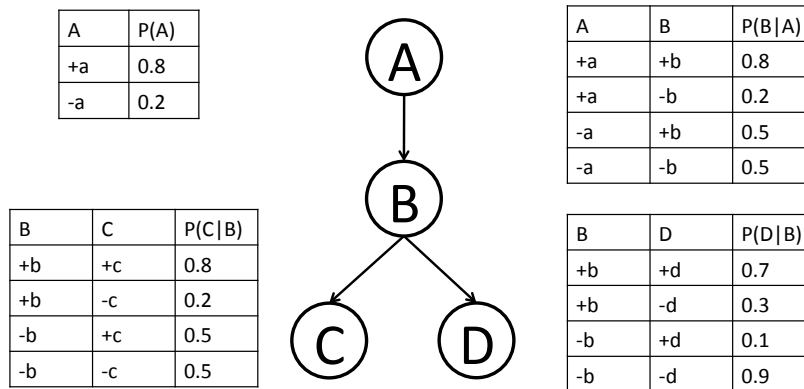 A P(A)
+a 0.8
-a 0.2
A
B
C
D
A B P(B|A)
+a +b 0.8
+a -b 0.2
-a +b 0.5
-a -b 0.5
B C P(C|B)
+b +c 0.8
+b -c 0.2
-b +c 0.5
-b -c 0.5
B D P(D|B)
+b +d 0.7
+b -d 0.3
-b +d 0.1
-b -d 0.9